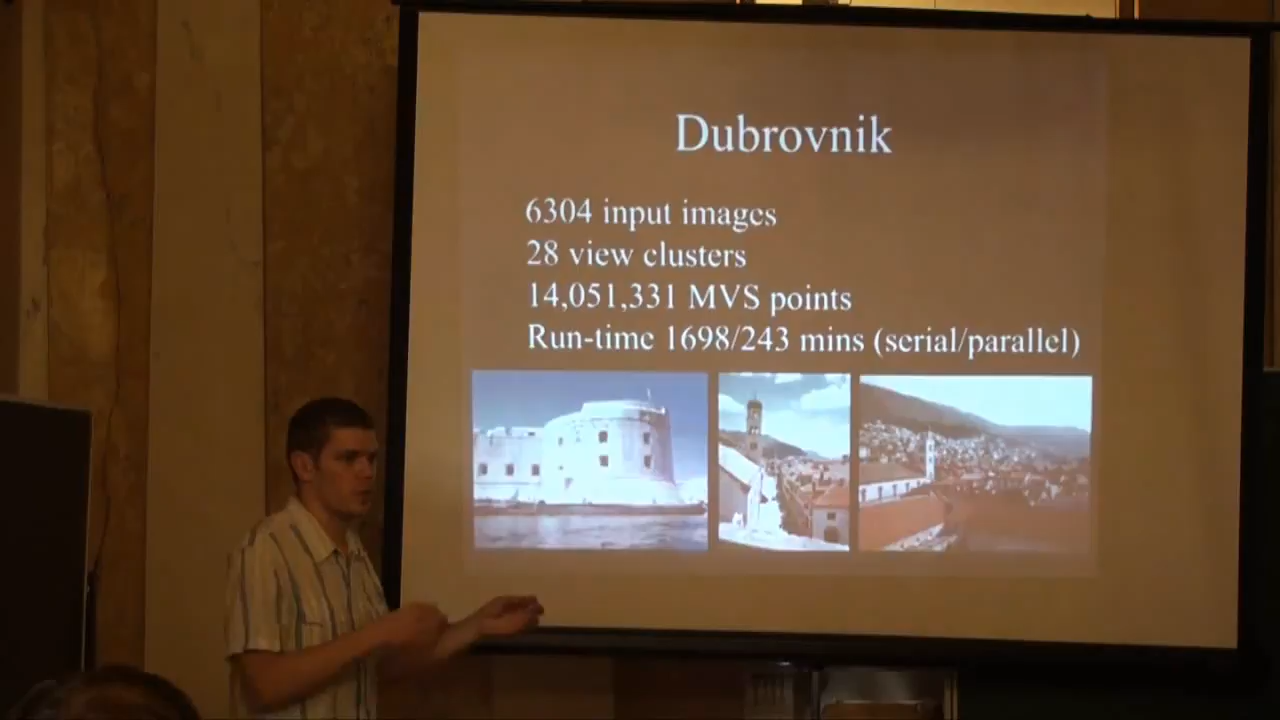 Dubrovnik
6304 input images
28 view clusters
14,051,331 MVS points
Run-time 1698/243 mins (serial/parallel)